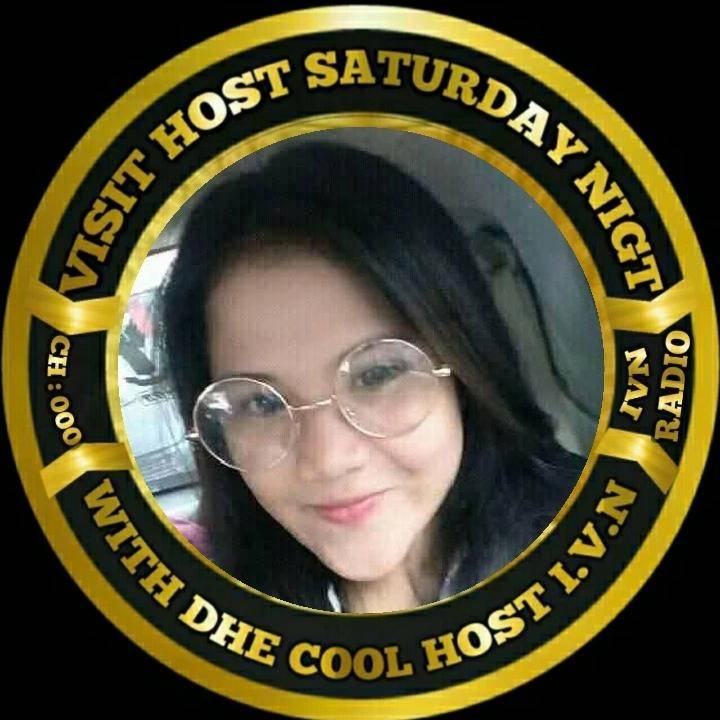 VISIT HOST SATURDAY NIGT
CH : 000
IVN
RADIO
WITH DHE COOL HOST I.V.N